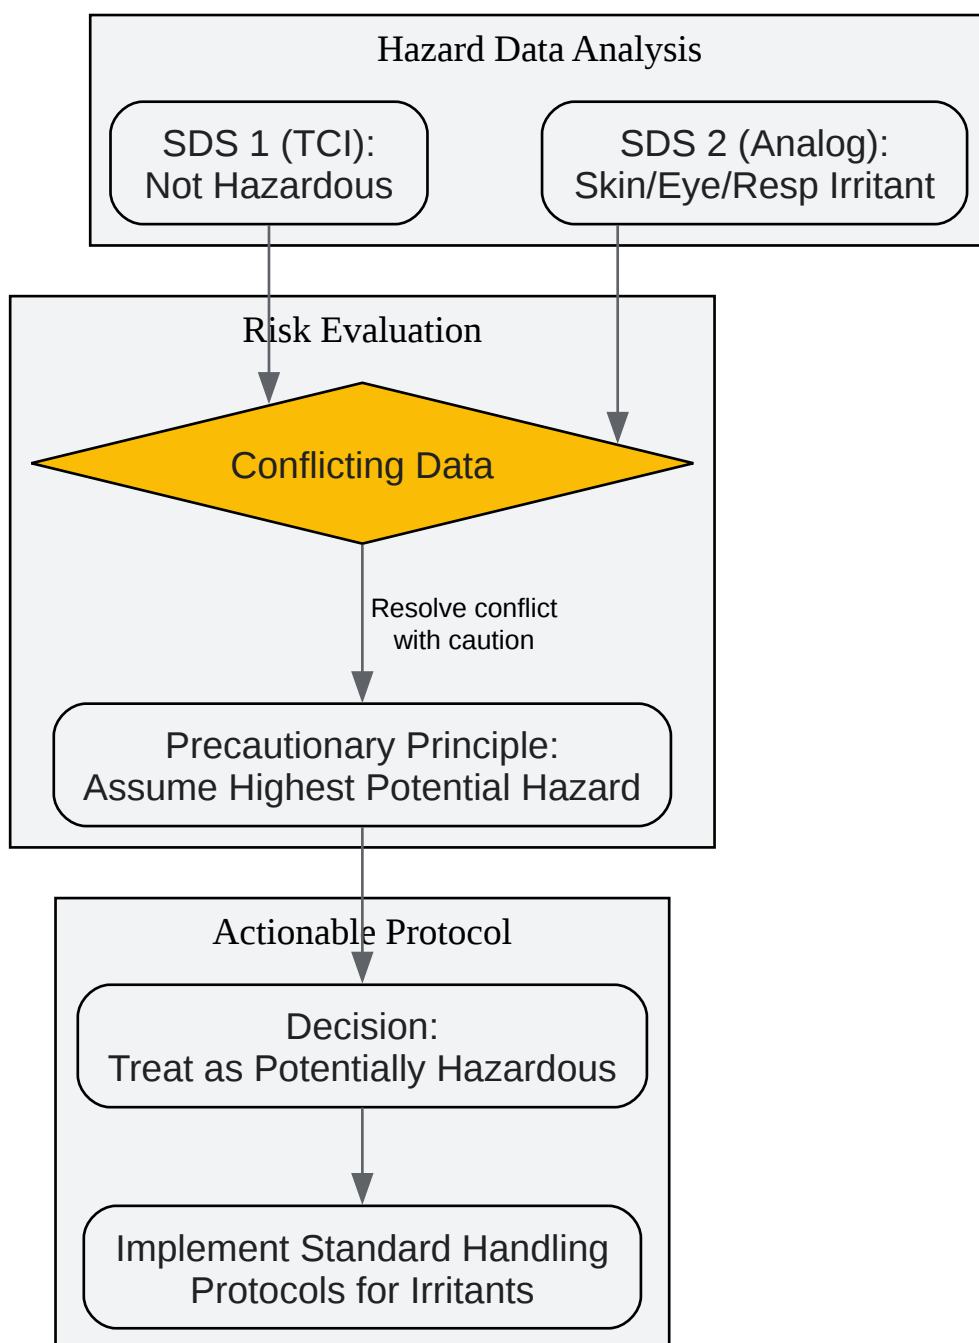 Hazard Data Analysis
SDS 1 (TCI):
Not Hazardous
SDS 2 (Analog):
Skin/Eye/Resp Irritant
Risk Evaluation
Conflicting Data
Resolve conflict
with caution
Precautionary Principle:
Assume Highest Potential Hazard
Actionable Protocol
Decision:
Treat as Potentially Hazardous
Implement Standard Handling
Protocols for Irritants